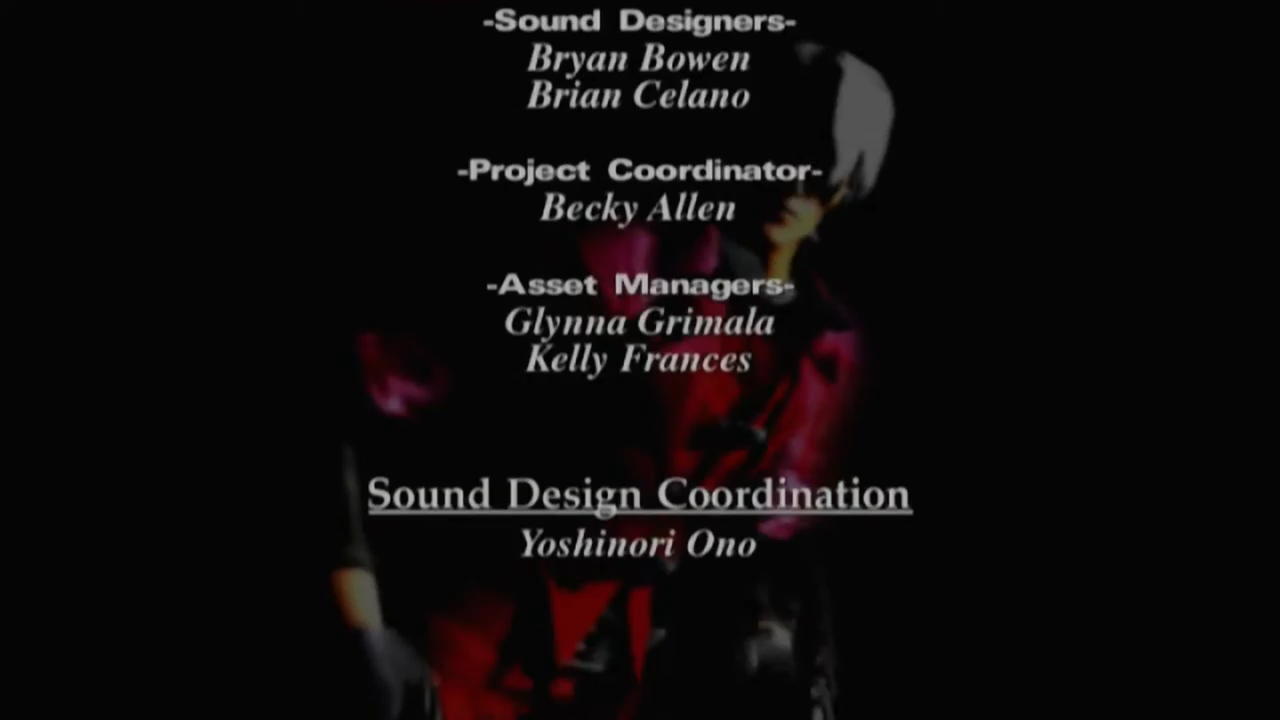 -Sound Designers-
Bryan Bowen
Brian Celano
-Project Coordinator-
Becky Allen
-Asset Managers-
Glynna Grimala
Kelly Frances
Sound Design Coordination
Yoshinori Ono